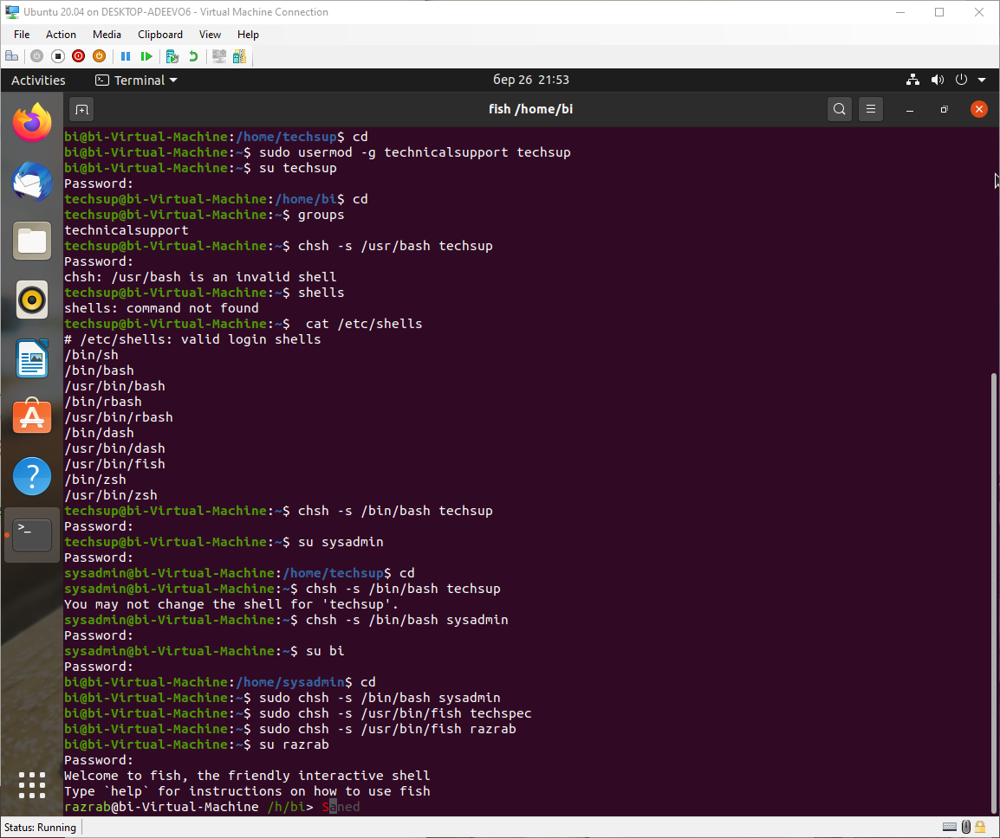 Ubuntu 20.04 on DESKTOP-ADEEVO6 - Virtual Machine Connection
File Action Media Clipboard View Help
Activities Terminal бер 26 21:53
fish /home/bi
bi@bi-Virtual-Machine:/home/techsup$ cd
bi@bi-Virtual-Machine:~$ sudo usermod -g technicalsupport techsup
bi@bi-Virtual-Machine:~$ su techsup
Password:
techsup@bi-Virtual-Machine:/home/bi$ cd
techsup@bi-Virtual-Machine:~$ groups
technicalsupport
techsup@bi-Virtual-Machine:~$ chsh -s /usr/bash techsup
Password:
chsh: /usr/bash is an invalid shell
techsup@bi-Virtual-Machine:~$ shells
shells: command not found
techsup@bi-Virtual-Machine:~$  cat /etc/shells
# /etc/shells: valid login shells
/bin/sh
/bin/bash
/usr/bin/bash
/bin/rbash
/usr/bin/rbash
/bin/dash
/usr/bin/dash
/usr/bin/fish
/bin/zsh
/usr/bin/zsh
techsup@bi-Virtual-Machine:~$ chsh -s /bin/bash techsup
Password:
techsup@bi-Virtual-Machine:~$ su sysadmin
Password:
sysadmin@bi-Virtual-Machine:/home/techsup$ cd
sysadmin@bi-Virtual-Machine:~$ chsh -s /bin/bash techsup
You may not change the shell for 'techsup'.
sysadmin@bi-Virtual-Machine:~$ chsh -s /bin/bash sysadmin
Password:
sysadmin@bi-Virtual-Machine:~$ su bi
Password:
bi@bi-Virtual-Machine:/home/sysadmin$ cd
bi@bi-Virtual-Machine:~$ sudo chsh -s /bin/bash sysadmin
bi@bi-Virtual-Machine:~$ sudo chsh -s /usr/bin/fish techspec
bi@bi-Virtual-Machine:~$ sudo chsh -s /usr/bin/fish razrab
bi@bi-Virtual-Machine:~$ su razrab
Password:
Welcome to fish, the friendly interactive shell
Type `help` for instructions on how to use fish
razrab@bi-Virtual-Machine /h/bi> Saned
Status: Running